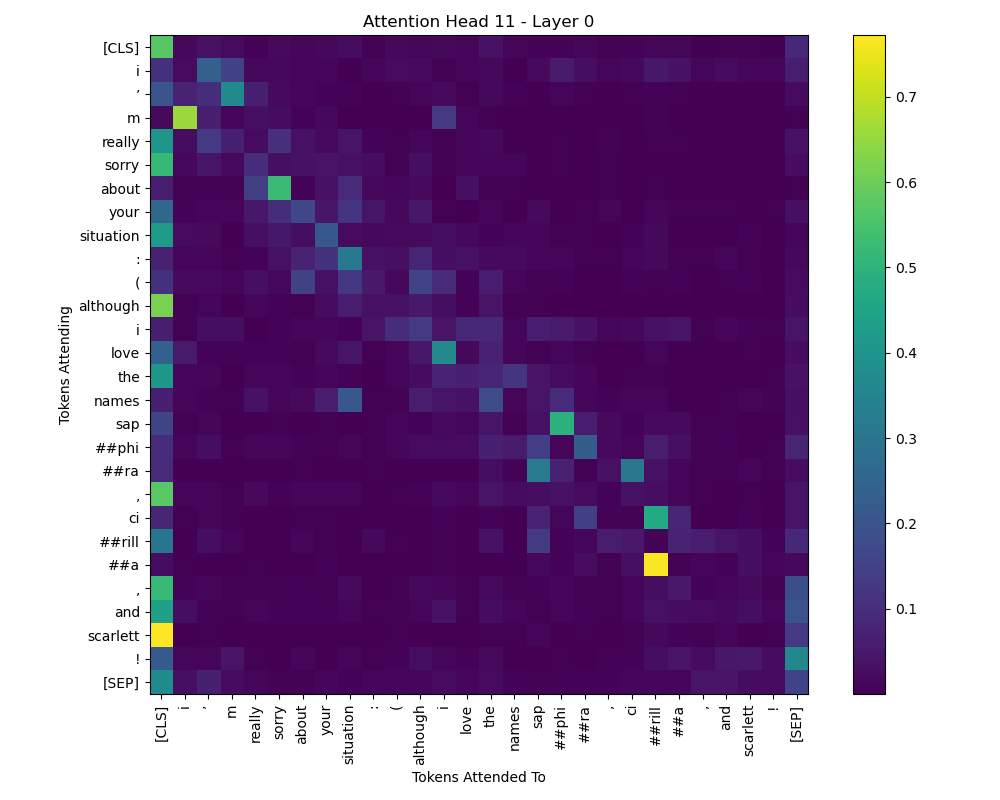 Attention Head 11 - Layer 0
Tokens Attending
[CLS]
i
'
m
really
sorry
about
your
situation
:
(
although
i
love
the
names
sap
##phi
##ra
,
ci
##rill
##a
,
and
scarlett
!
[SEP]
[CLS]
i
'
m
really
sorry
about
your
situation
:
(
although
i
love
the
names
sap
##phi
##ra
,
ci
##rill
##a
,
and
scarlett
!
[SEP]
Tokens Attended To
0.7
0.6
0.5
0.4
0.3
0.2
0.1